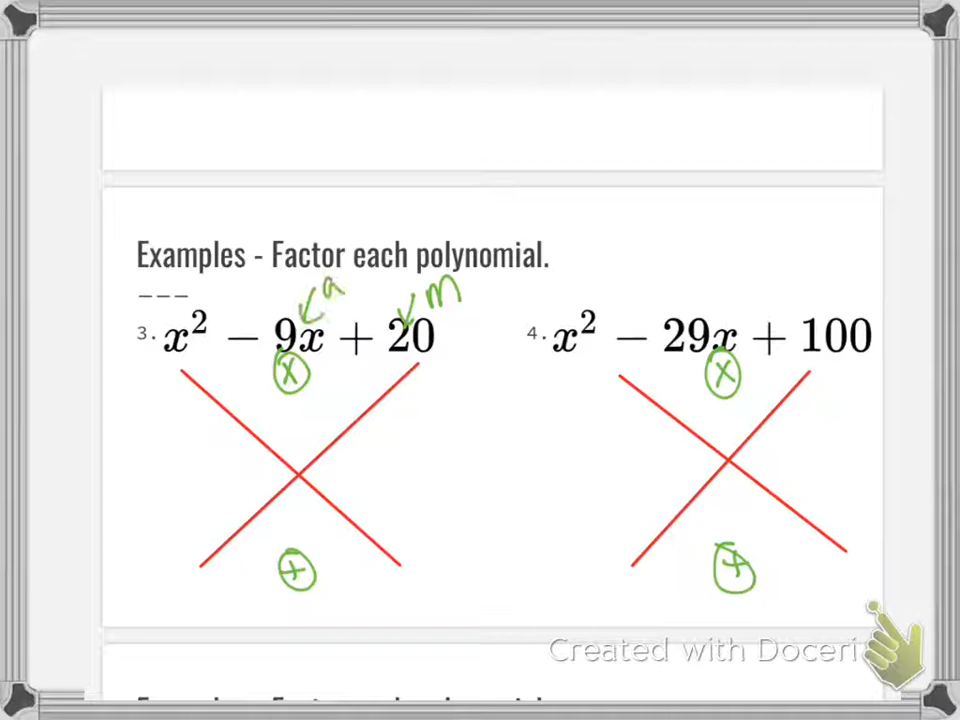 Examples - Factor each polynomial.
a m
3. x² − 9x + 20
4. x² − 29x + 100
x x
+ +
Created with Doceri